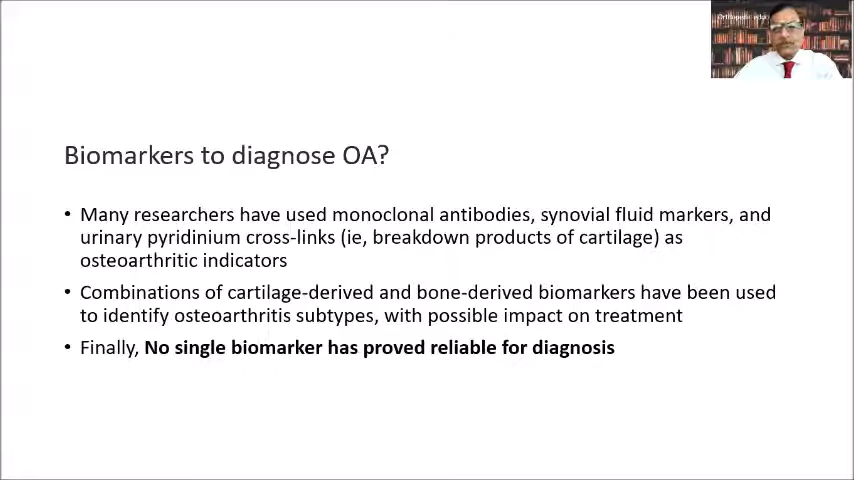 Orthopedic edu
Biomarkers to diagnose OA?
• Many researchers have used monoclonal antibodies, synovial fluid markers, and
urinary pyridinium cross-links (ie, breakdown products of cartilage) as
osteoarthritic indicators
• Combinations of cartilage-derived and bone-derived biomarkers have been used
to identify osteoarthritis subtypes, with possible impact on treatment
• Finally, No single biomarker has proved reliable for diagnosis